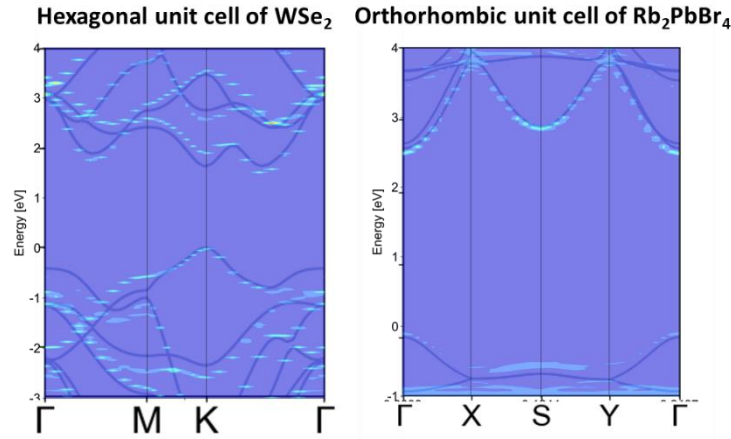 Hexagonal unit cell of WSe₂
Orthorhombic unit cell of Rb₂PbBr₄
Energy [eV]
4
3
2
1
0
-1
-2
-3
Γ M K Γ
Energy [eV]
4
3
2
1
0
-1
Γ X S Y Γ